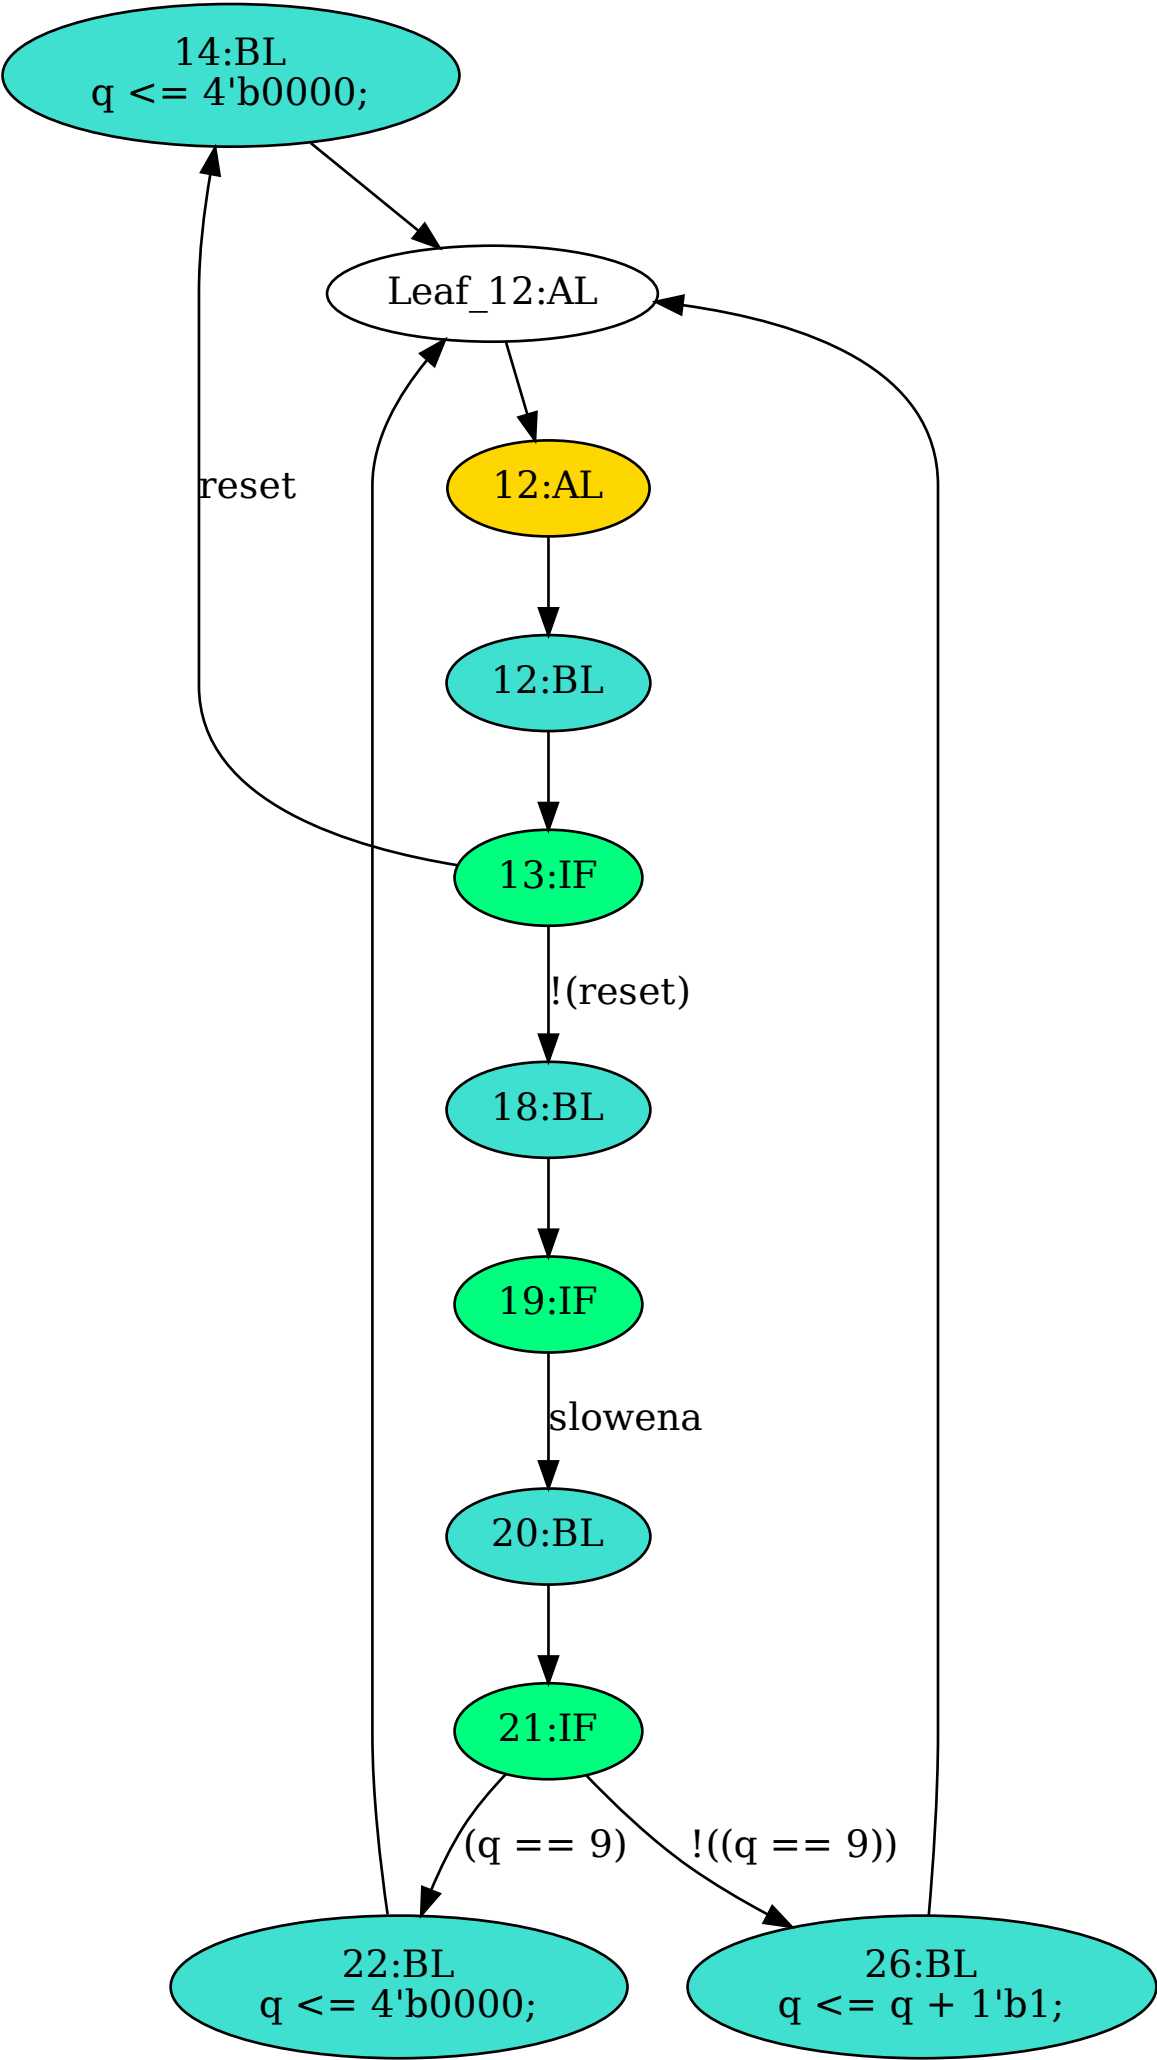 14:BL
q <= 4'b0000;
Leaf_12:AL
reset
12:AL
12:BL
13:IF
!(reset)
18:BL
19:IF
slowena
20:BL
21:IF
(q == 9)
!((q == 9))
22:BL
q <= 4'b0000;
26:BL
q <= q + 1'b1;